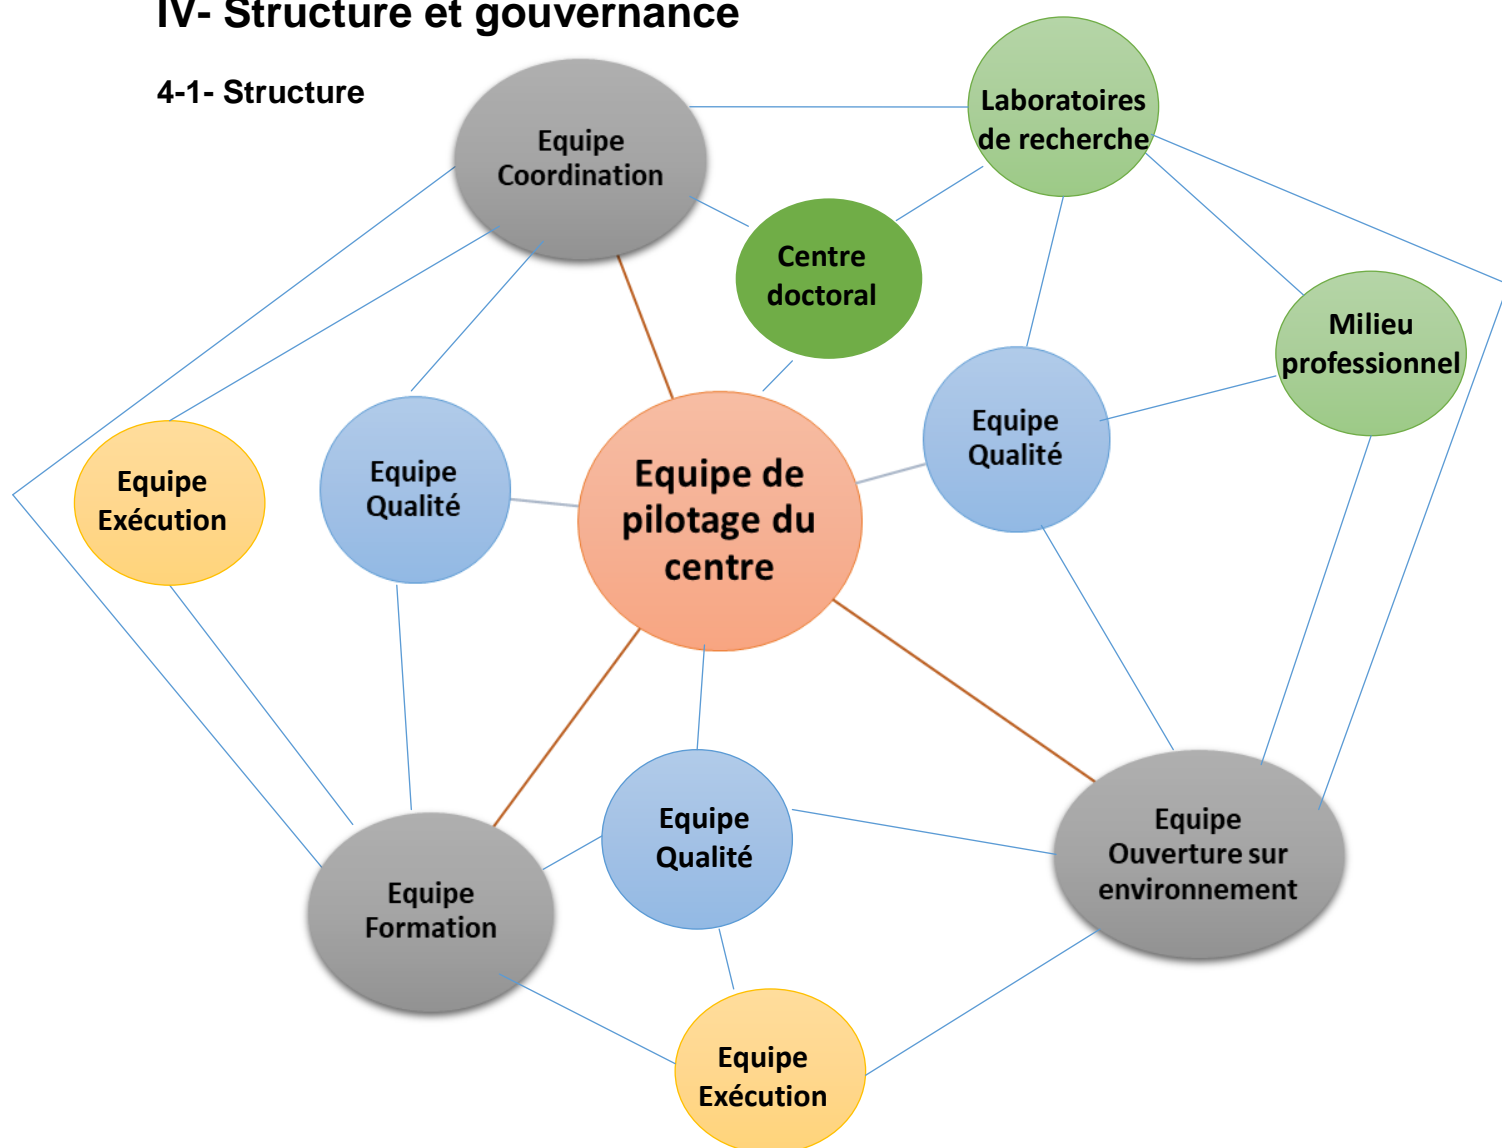 IV- Structure et gouvernance
4-1- Structure
Equipe
Coordination
Laboratoires
de recherche
Centre
doctoral
Milieu
professionnel
Equipe
Exécution
Equipe
Qualité
Equipe de
pilotage du
centre
Equipe
Qualité
Equipe
Qualité
Equipe
Formation
Equipe
Ouverture sur
environnement
Equipe
Exécution